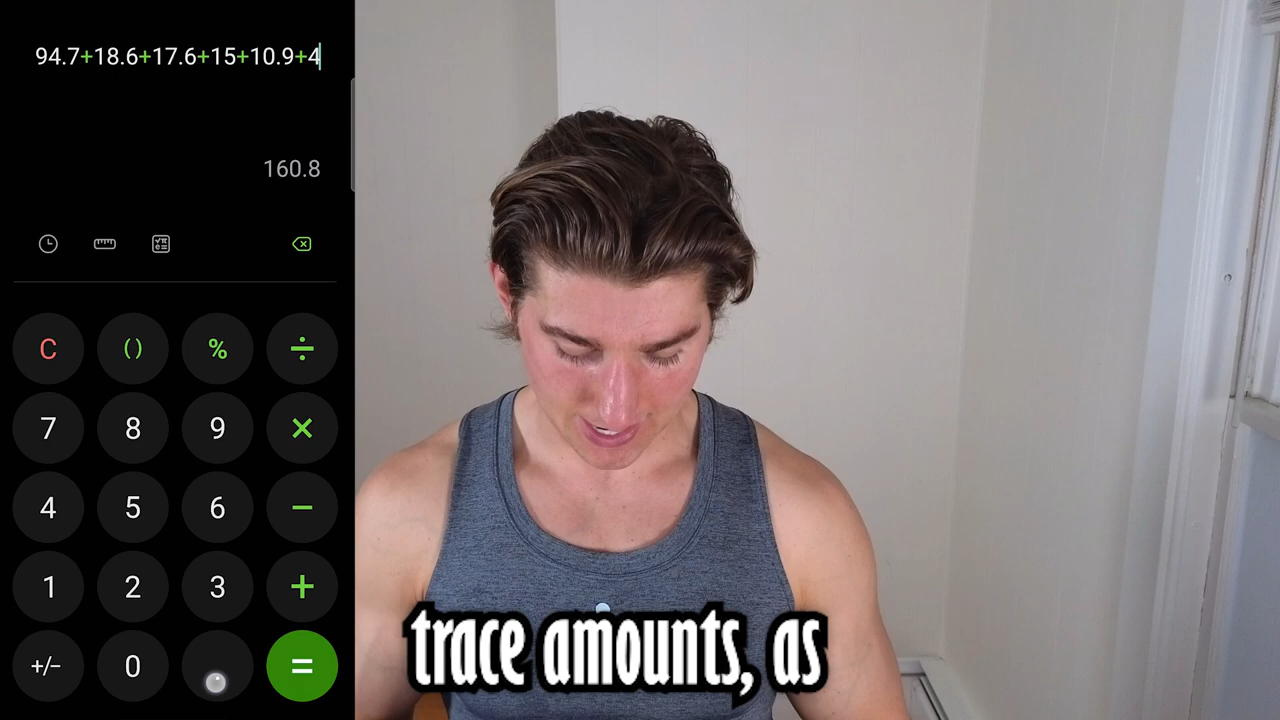 94.7+18.6+17.6+15+10.9+4
160.8
C ( ) % ÷
7 8 9 ×
4 5 6 −
1 2 3 +
+/− 0 . =
trace amounts, as